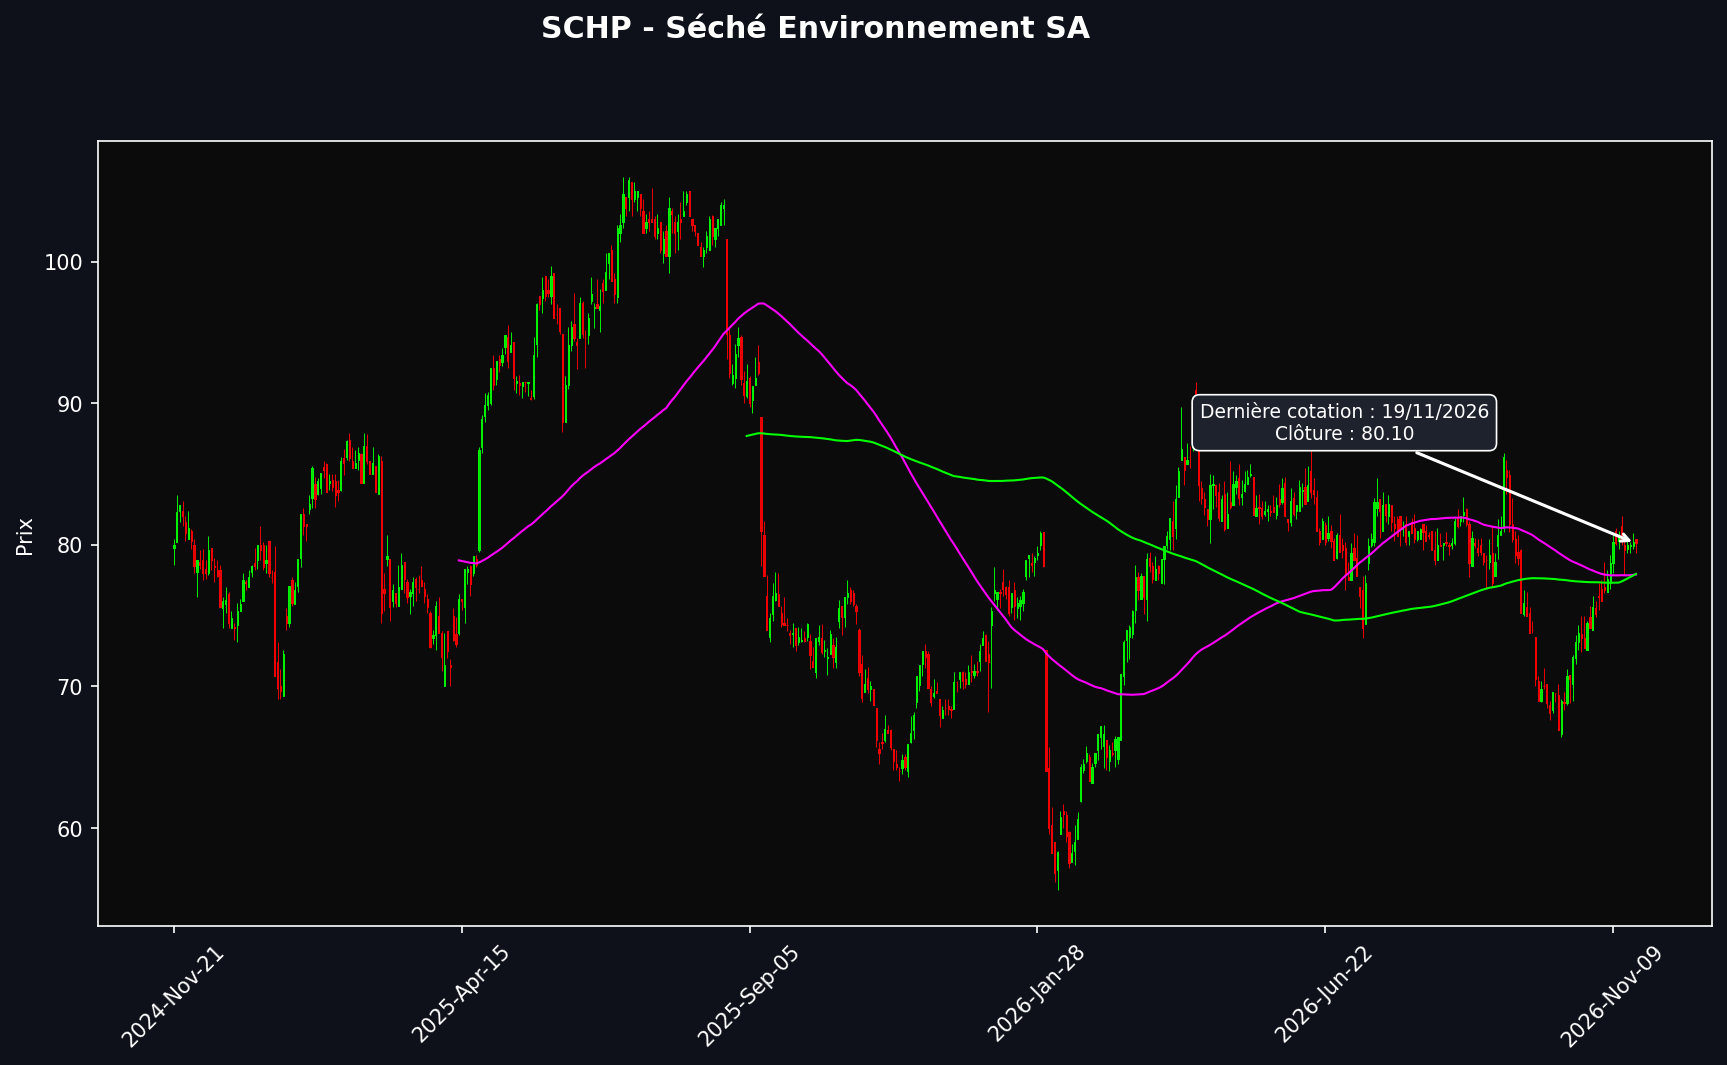 SCHP - Séché Environnement SA
Dernière cotation : 19/11/2026
Clôture : 80.10
Prix
100
90
80
70
60
2024-Nov-21
2025-Apr-15
2025-Sep-05
2026-Jan-28
2026-Jun-22
2026-Nov-09